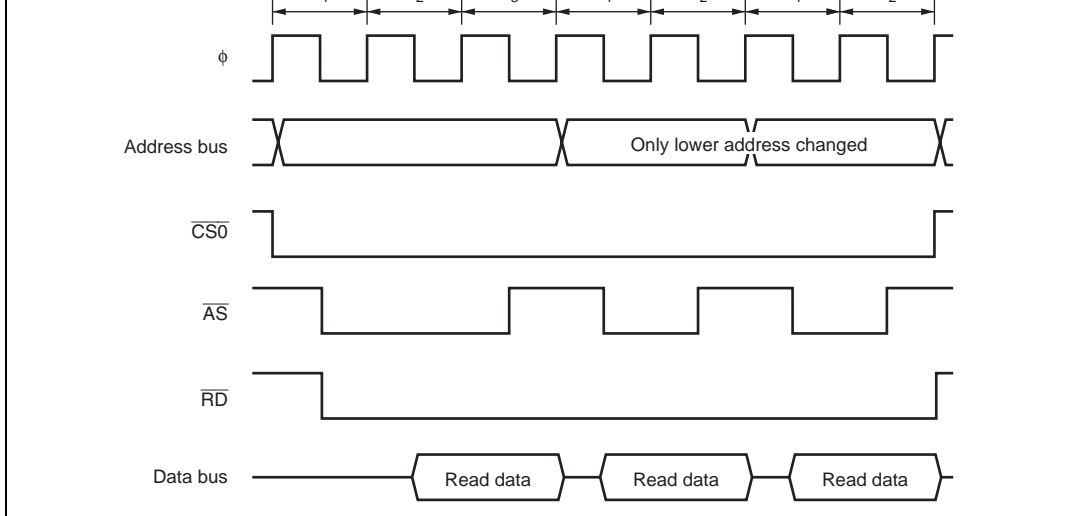 ϕ
Address bus
Only lower address changed
CS0
AS
RD
Data bus
Read data
Read data
Read data